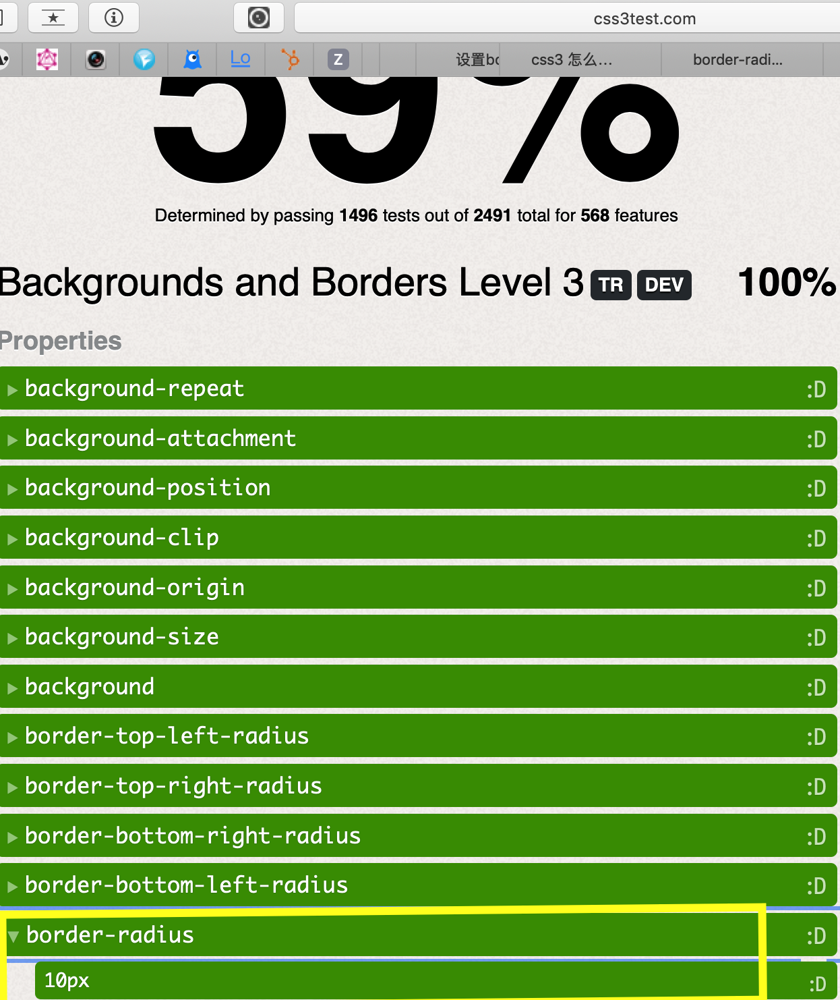 css3test.com
Lo
Z
设置bo
css3 怎么...
border-radi...
59%
Determined by passing 1496 tests out of 2491 total for 568 features
Backgrounds and Borders Level 3 TR DEV 100%
Properties
▶ background-repeat :D
▶ background-attachment :D
▶ background-position :D
▶ background-clip :D
▶ background-origin :D
▶ background-size :D
▶ background :D
▶ border-top-left-radius :D
▶ border-top-right-radius :D
▶ border-bottom-right-radius :D
▶ border-bottom-left-radius :D
▼ border-radius :D
10px :D